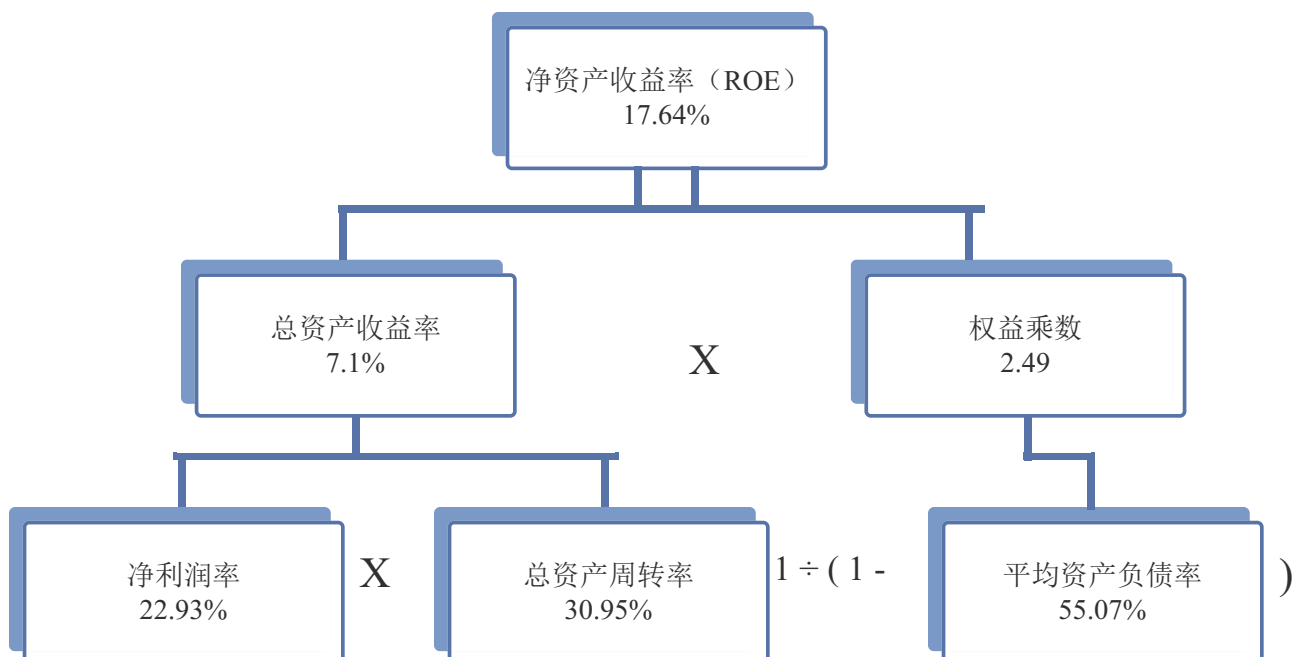 净资产收益率（ROE）
17.64%
总资产收益率
7.1%
X
权益乘数
2.49
净利润率
22.93%
X
总资产周转率
30.95%
1 ÷ ( 1 -
平均资产负债率
55.07%
)